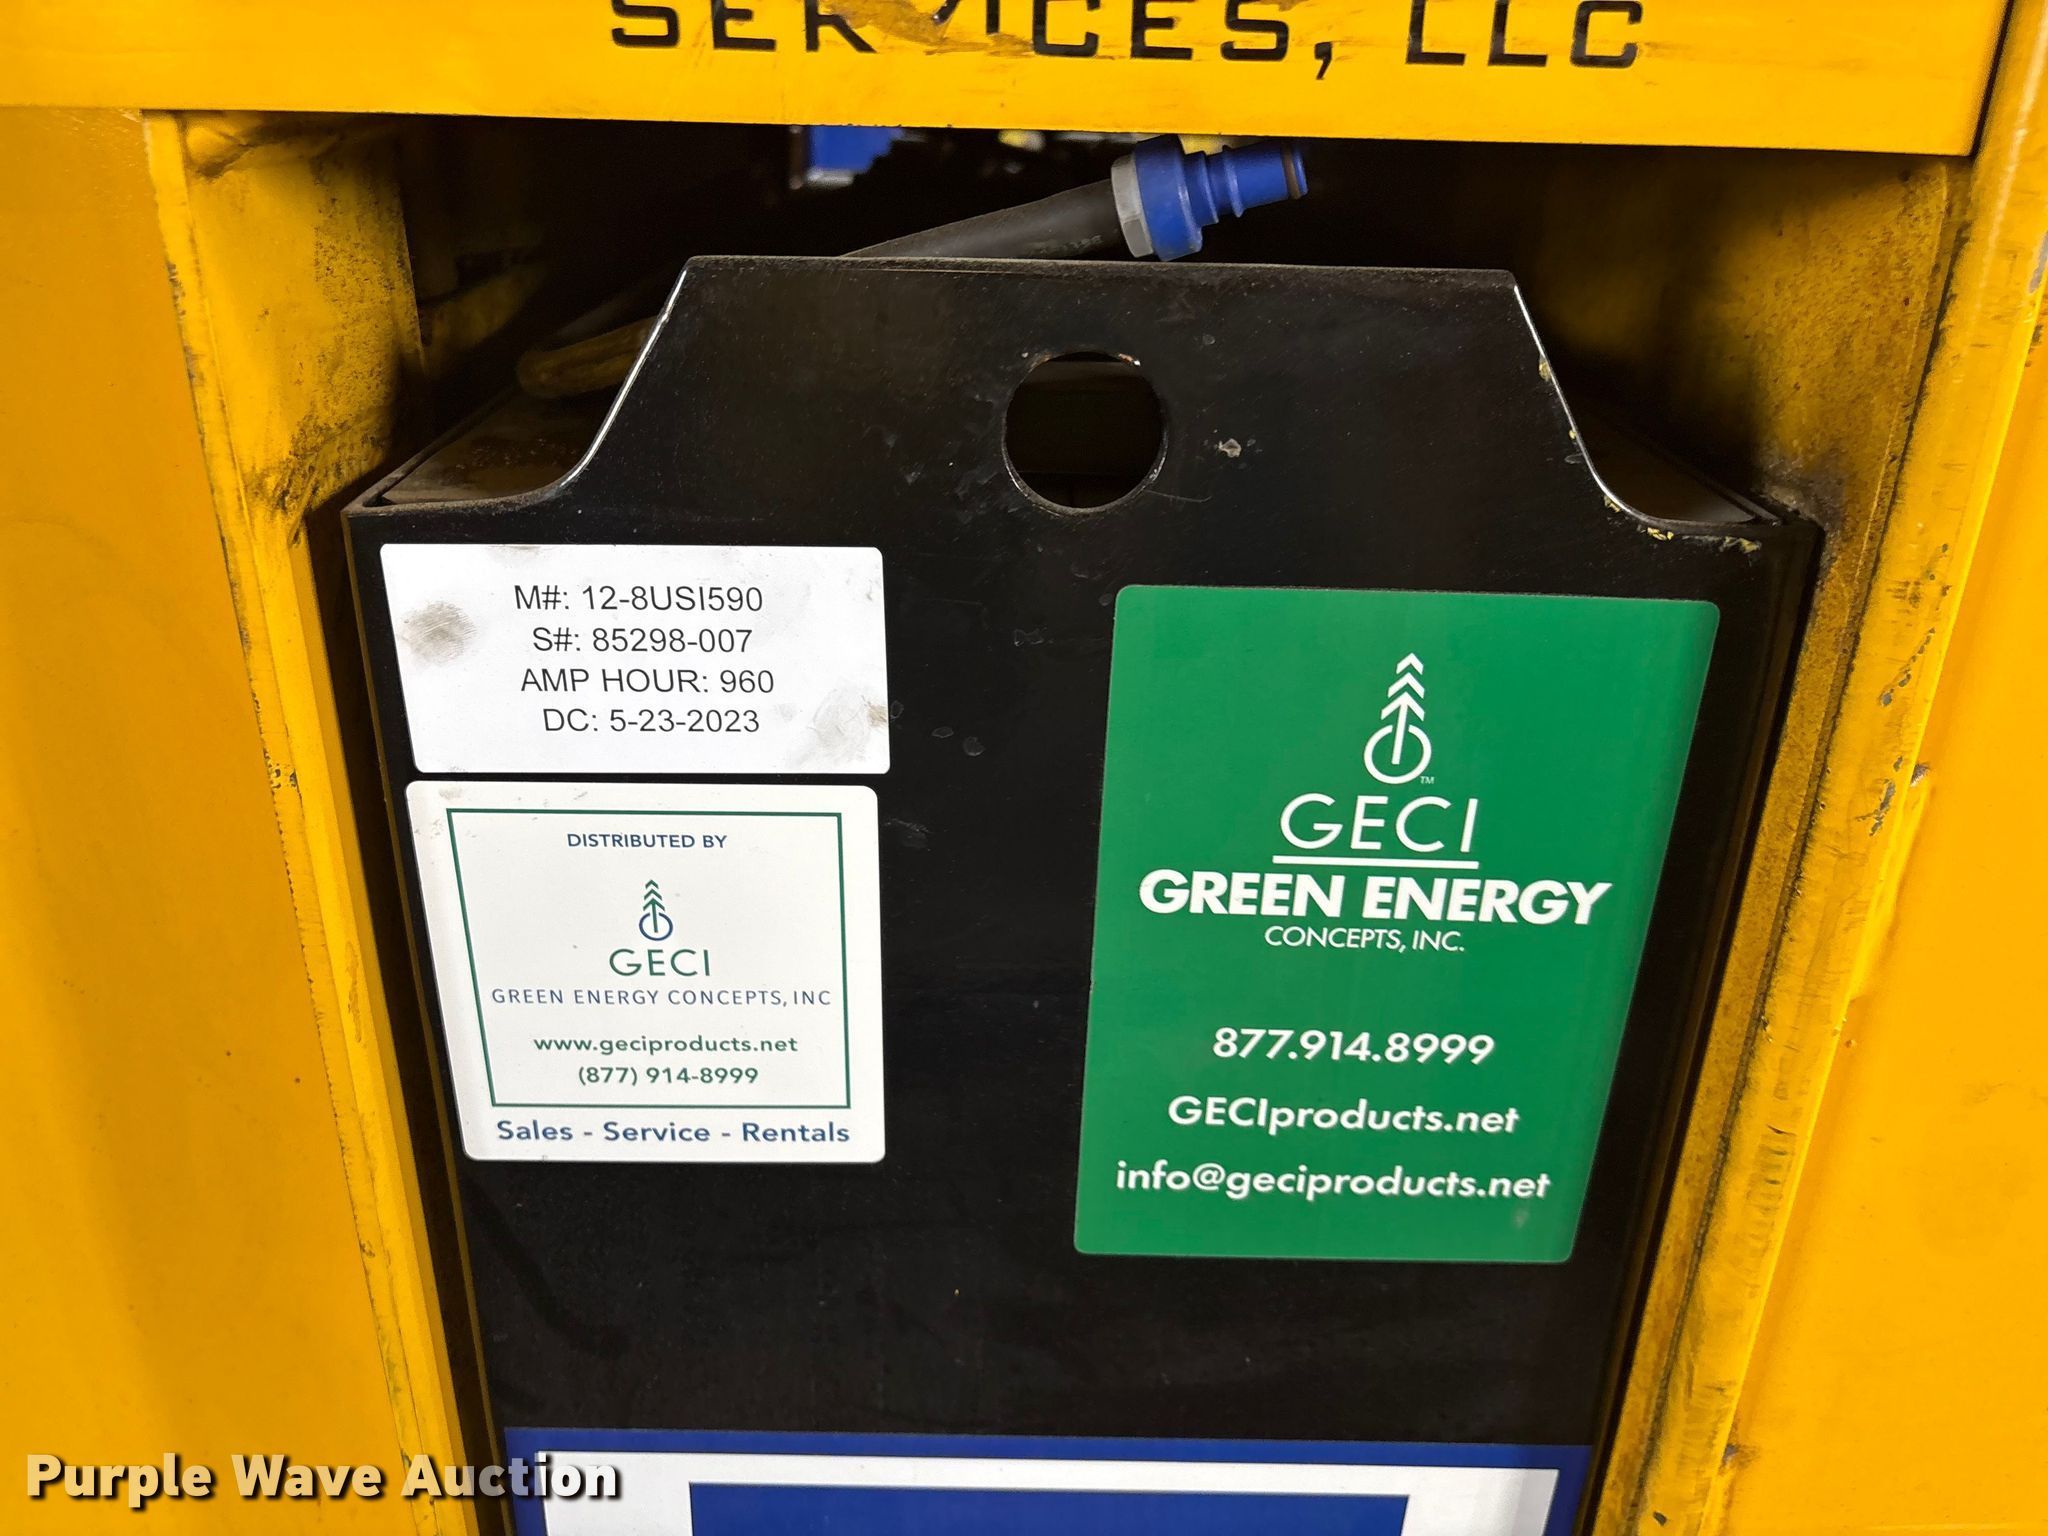 SERVICES, LLC
M#: 12-8USI590
S#: 85298-007
AMP HOUR: 960
DC: 5-23-2023
DISTRIBUTED BY
GECI
GREEN ENERGY CONCEPTS, INC
www.geciproducts.net
(877) 914-8999
Sales - Service - Rentals
TM
GECI
GREEN ENERGY
CONCEPTS, INC.
877.914.8999
GECIproducts.net
info@geciproducts.net
Purple Wave Auction